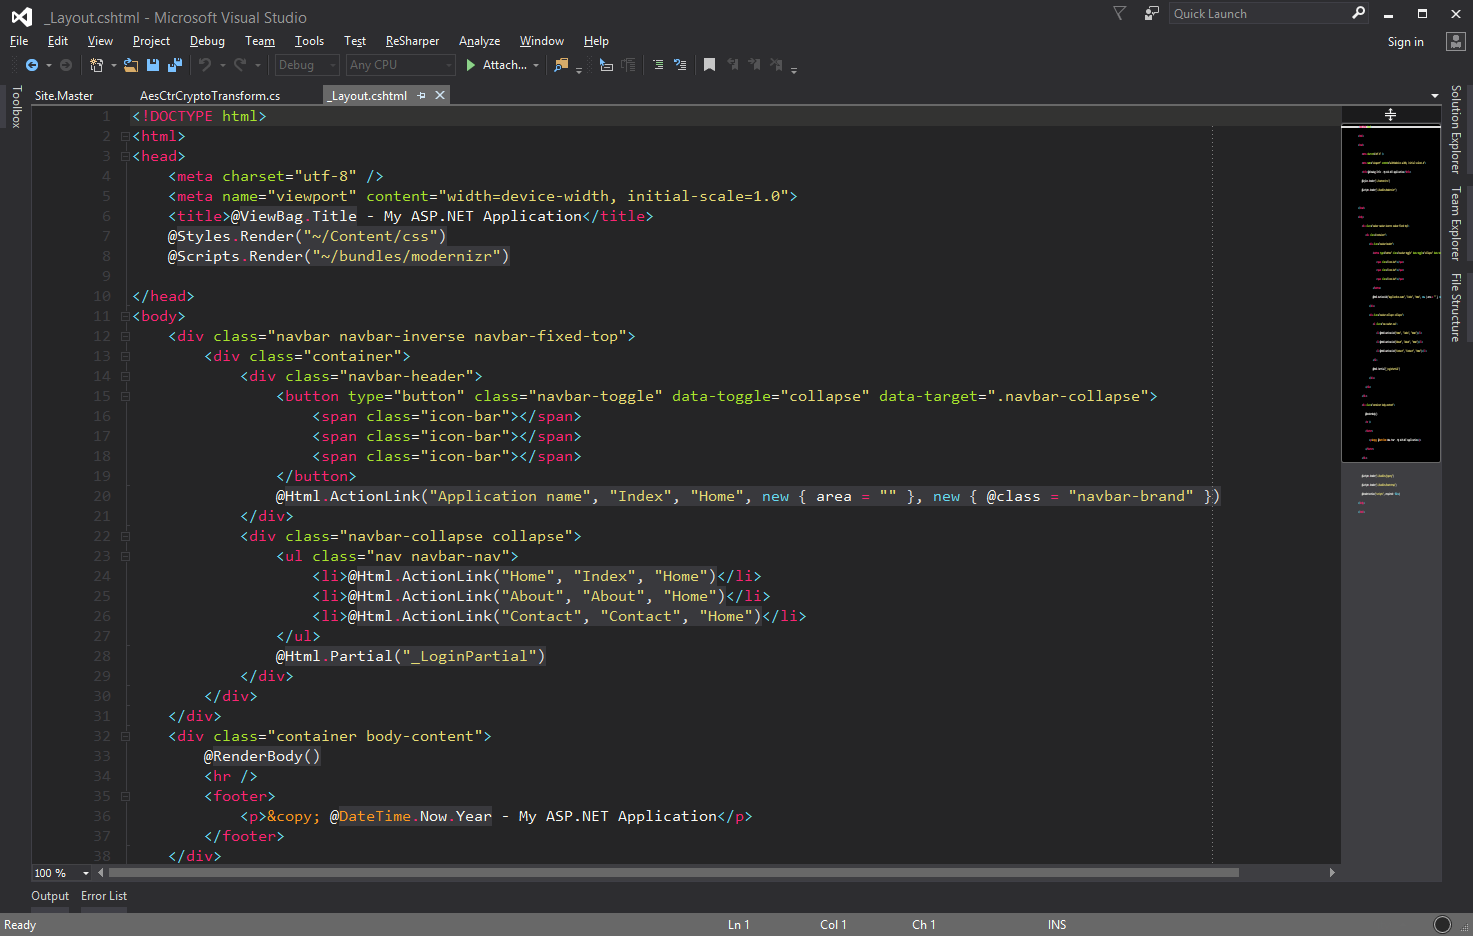 _Layout.cshtml - Microsoft Visual Studio
Quick Launch
File Edit View Project Debug Team Tools Test ReSharper Analyze Window Help
Sign in
Debug Any CPU Attach...
Toolbox
Site.Master AesCtrCryptoTransform.cs _Layout.cshtml
1 <!DOCTYPE html>
2 <html>
3 <head>
4 <meta charset="utf-8" />
5 <meta name="viewport" content="width=device-width, initial-scale=1.0">
6 <title>@ViewBag.Title - My ASP.NET Application</title>
7 @Styles.Render("~/Content/css")
8 @Scripts.Render("~/bundles/modernizr")
9
10 </head>
11 <body>
12 <div class="navbar navbar-inverse navbar-fixed-top">
13 <div class="container">
14 <div class="navbar-header">
15 <button type="button" class="navbar-toggle" data-toggle="collapse" data-target=".navbar-collapse">
16 <span class="icon-bar"></span>
17 <span class="icon-bar"></span>
18 <span class="icon-bar"></span>
19 </button>
20 @Html.ActionLink("Application name", "Index", "Home", new { area = "" }, new { @class = "navbar-brand" })
21 </div>
22 <div class="navbar-collapse collapse">
23 <ul class="nav navbar-nav">
24 <li>@Html.ActionLink("Home", "Index", "Home")</li>
25 <li>@Html.ActionLink("About", "About", "Home")</li>
26 <li>@Html.ActionLink("Contact", "Contact", "Home")</li>
27 </ul>
28 @Html.Partial("_LoginPartial")
29 </div>
30 </div>
31 </div>
32 <div class="container body-content">
33 @RenderBody()
34 <hr />
35 <footer>
36 <p>&copy; @DateTime.Now.Year - My ASP.NET Application</p>
37 </footer>
38 </div>
Solution Explorer
Team Explorer
File Structure
100 %
Output Error List
Ready Ln 1 Col 1 Ch 1 INS